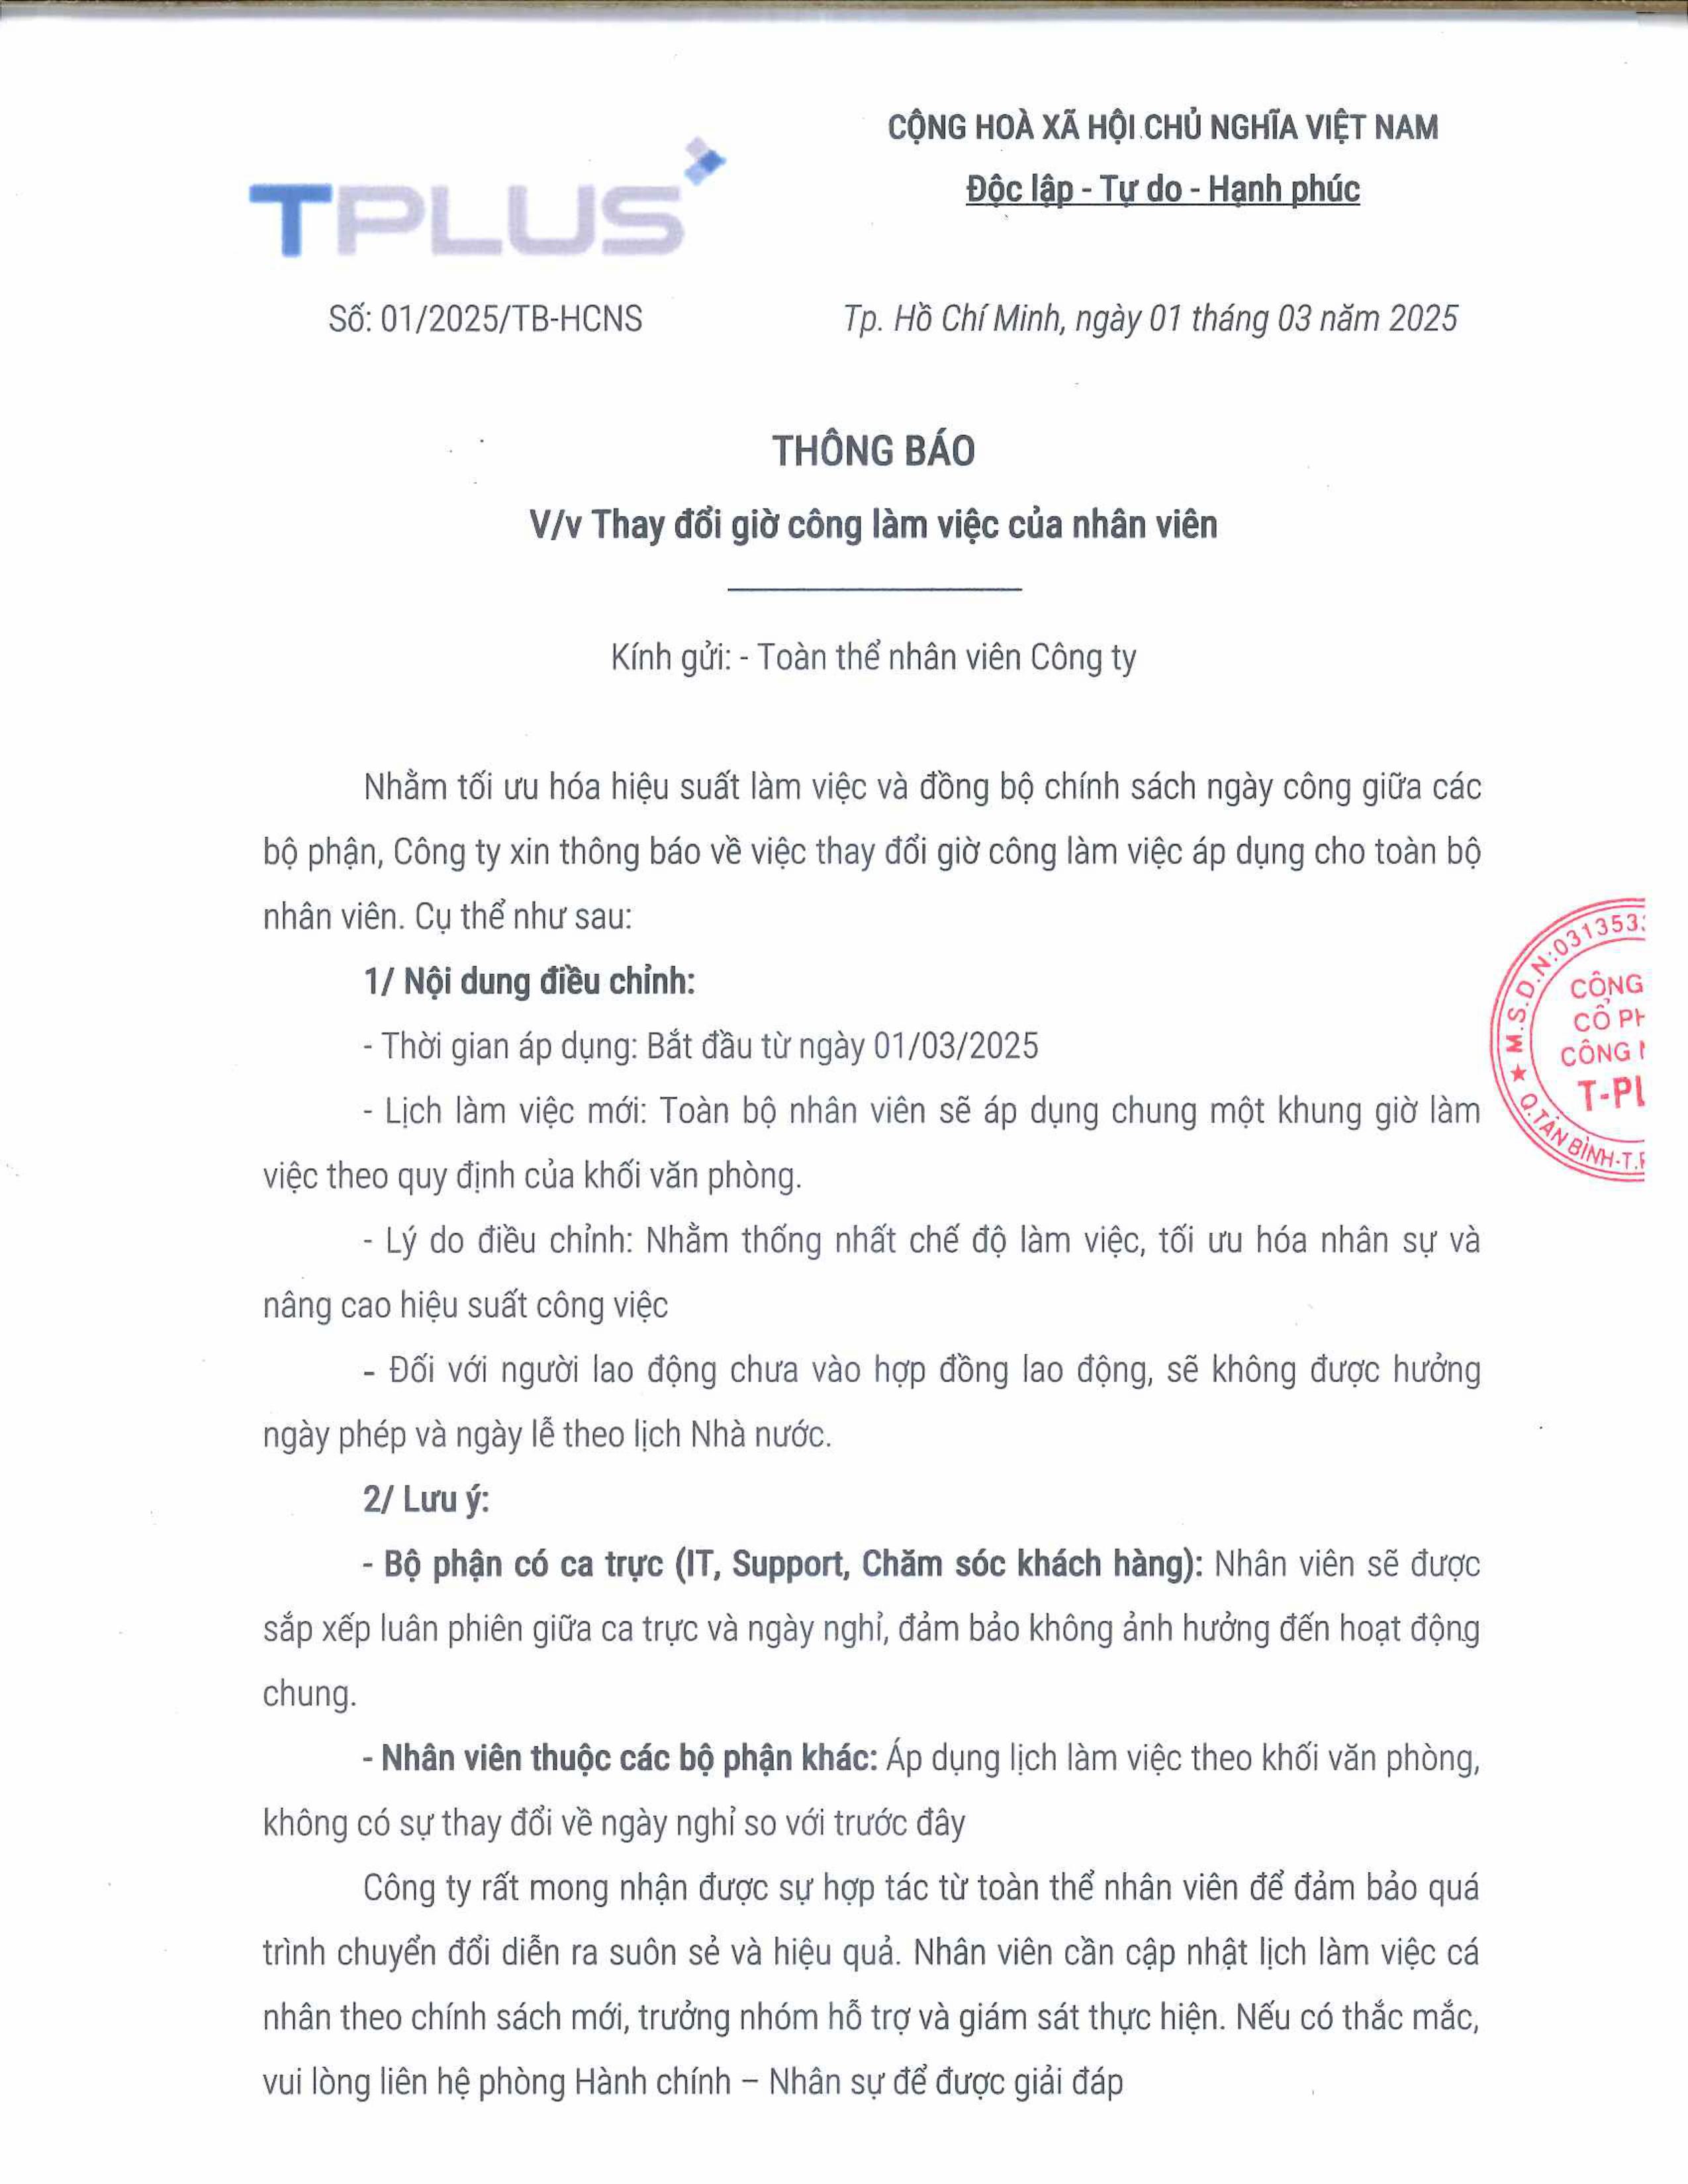 CỘNG HOÀ XÃ HỘI CHỦ NGHĨA VIỆT NAM
Độc lập - Tự do - Hạnh phúc
TPLUS
Số: 01/2025/TB-HCNS
Tp. Hồ Chí Minh, ngày 01 tháng 03 năm 2025
THÔNG BÁO
V/v Thay đổi giờ công làm việc của nhân viên
Kính gửi: - Toàn thể nhân viên Công ty
Nhằm tối ưu hóa hiệu suất làm việc và đồng bộ chính sách ngày công giữa các
bộ phận, Công ty xin thông báo về việc thay đổi giờ công làm việc áp dụng cho toàn bộ
nhân viên. Cụ thể như sau:
1/ Nội dung điều chỉnh:
- Thời gian áp dụng: Bắt đầu từ ngày 01/03/2025
- Lịch làm việc mới: Toàn bộ nhân viên sẽ áp dụng chung một khung giờ làm
việc theo quy định của khối văn phòng.
- Lý do điều chỉnh: Nhằm thống nhất chế độ làm việc, tối ưu hóa nhân sự và
nâng cao hiệu suất công việc
- Đối với người lao động chưa vào hợp đồng lao động, sẽ không được hưởng
ngày phép và ngày lễ theo lịch Nhà nước.
2/ Lưu ý:
- Bộ phận có ca trực (IT, Support, Chăm sóc khách hàng): Nhân viên sẽ được
sắp xếp luân phiên giữa ca trực và ngày nghỉ, đảm bảo không ảnh hưởng đến hoạt động
chung.
- Nhân viên thuộc các bộ phận khác: Áp dụng lịch làm việc theo khối văn phòng,
không có sự thay đổi về ngày nghỉ so với trước đây
Công ty rất mong nhận được sự hợp tác từ toàn thể nhân viên để đảm bảo quá
trình chuyển đổi diễn ra suôn sẻ và hiệu quả. Nhân viên cần cập nhật lịch làm việc cá
nhân theo chính sách mới, trưởng nhóm hỗ trợ và giám sát thực hiện. Nếu có thắc mắc,
vui lòng liên hệ phòng Hành chính – Nhân sự để được giải đáp
M.S.D.N:031353
CÔNG
CỔ PH
CÔNG
T-PL
Q.TÂN BÌNH-T.P